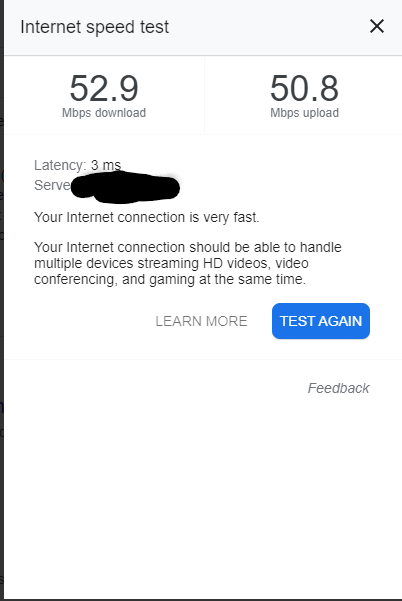 Internet speed test
52.9
50.8
Mbps download
Mbps upload
Latency: 3 ms
Serve
Your Internet connection is very fast.
Your Internet connection should be able to handle
multiple devices streaming HD videos, video
conferencing, and gaming at the same time.
LEARN MORE
TEST AGAIN
Feedback